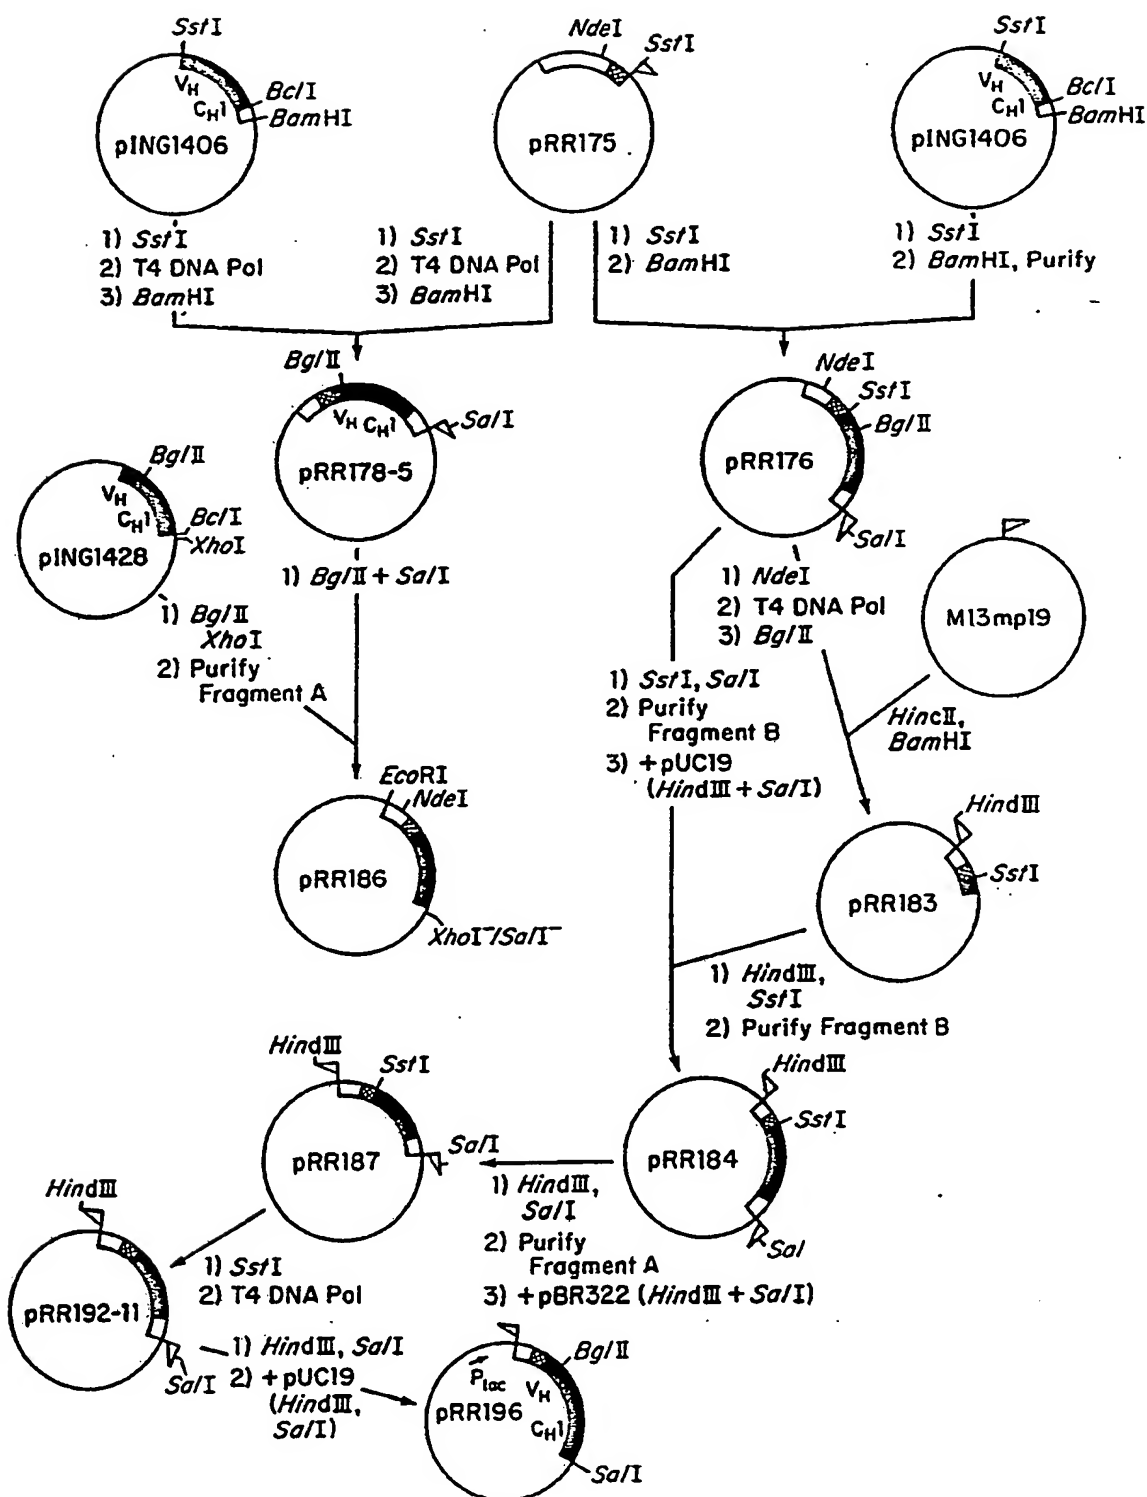 SstI
VH
CH1
BclI
BamHI
pING1406
NdeI
SstI
pRR175
SstI
VH
CH1
BclI
BamHI
pING1406
1) SstI
2) T4 DNA Pol
3) BamHI
1) SstI
2) T4 DNA Pol
3) BamHI
1) SstI
2) BamHI
1) SstI
2) BamHI, Purify
BglII
VH CH1
SalI
pRR178-5
NdeI
SstI
BglII
pRR176
SalI
BglII
VH
CH1
BclI
XhoI
pING1428
1) BglII
XhoI
2) Purify
Fragment A
1) BglII + SalI
1) NdeI
2) T4 DNA Pol
3) BglII
M13mp19
HincII,
BamHI
1) SstI, SalI
2) Purify
Fragment B
3) +pUC19
(HindIII + SalI)
EcoRI
NdeI
pRR186
XhoI⁻/SalI⁻
HindIII
SstI
pRR183
1) HindIII,
SstI
2) Purify Fragment B
HindIII
SstI
pRR184
Sal
1) HindIII,
SalI
2) Purify
Fragment A
3) +pBR322 (HindIII + SalI)
HindIII
SstI
pRR187
SalI
1) SstI
2) T4 DNA Pol
HindIII
pRR192-11
SalI
1) HindIII, SalI
2) +pUC19
(HindIII,
SalI)
BglII
Plac
VH
pRR196
CH1
SalI